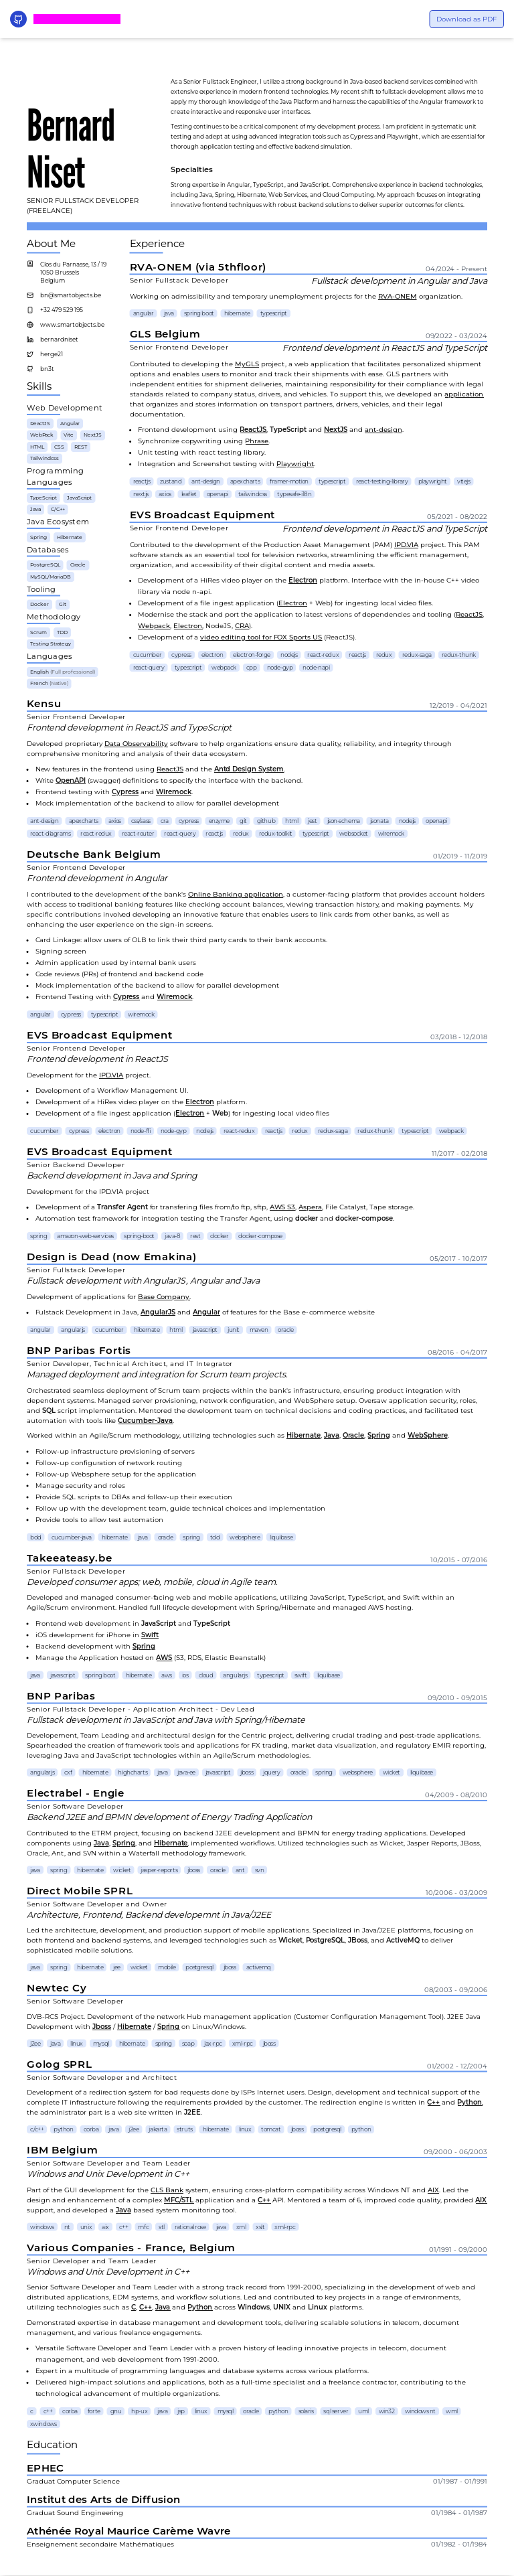 Download as PDF
Bernard
Niset
SENIOR FULLSTACK DEVELOPER
(FREELANCE)
As a Senior Fullstack Engineer, I utilize a strong background in Java-based backend services combined with
extensive experience in modern frontend technologies. My recent shift to fullstack development allows me to
apply my thorough knowledge of the Java Platform and harness the capabilities of the Angular framework to
create interactive and responsive user interfaces.
Testing continues to be a critical component of my development process. I am proficient in systematic unit
testing and adept at using advanced integration tools such as Cypress and Playwright, which are essential for
thorough application testing and effective backend simulation.
Specialties
Strong expertise in Angular, TypeScript, and JavaScript. Comprehensive experience in backend technologies,
including Java, Spring, Hibernate, Web Services, and Cloud Computing. My approach focuses on integrating
innovative frontend techniques with robust backend solutions to deliver superior outcomes for clients.
About Me
Clos du Parnasse, 13 / 19
1050 Brussels
Belgium
bn@smartobjects.be
+32 479 529 195
www.smartobjects.be
bernardniset
herge21
bn3t
Skills
Web Development
ReactJS Angular
WebPack Vite NextJS
HTML CSS REST
Tailwindcss
Programming
Languages
TypeScript JavaScript
Java C/C++
Java Ecosystem
Spring Hibernate
Databases
PostgreSQL Oracle
MySQL/MariaDB
Tooling
Docker Git
Methodology
Scrum TDD
Testing Strategy
Languages
English (Full professional)
French (Native)
Experience
RVA-ONEM (via 5thfloor) 04/2024 - Present
Senior Fullstack Developer Fullstack development in Angular and Java
Working on admissibility and temporary unemployment projects for the RVA-ONEM organization.
angular java springboot hibernate typescript
GLS Belgium 09/2022 - 03/2024
Senior Frontend Developer Frontend development in ReactJS and TypeScript
Contributed to developing the MyGLS project, a web application that facilitates personalized shipment
options and enables users to monitor and track their parcels with ease. GLS partners with
independent entities for their deliveries, maintaining responsibility for their compliance with legal
standards and contractual obligations, which includes the management of documents such as
leases, and technical control papers, to company statutes, and vehicles. To support this, we developed an application
that stores and organizes important information on transport partners, drivers, vehicles, and their legal
documentation.
• Frontend development using ReactJS, TypeScript and NextJS and ant-design.
• Synchronize copywriting using Phrase.
• Unit testing with react testing library.
• Integration and Screen testing testing with Playwright.
reactjs zustand ant-design apexcharts framer-motion typescript react-testing-library playwright vitejs
nextjs axios leaflet openapi tailwindcss typesafe-i18n
EVS Broadcast Equipment 05/2021 - 08/2022
Senior Frontend Developer Frontend development in ReactJS and TypeScript
Contributed to the development of the Production Asset Management (PAM) IPD.VIA project. This PAM
software stands as an essential tool for television networks, streamlining the efficient management,
organization, and accessibility of digital media assets.
• Development of a HiRes video player on the Electron platform. Interface with the in-house C++ video
library via node n-api.
• Development of a file ingest application (Electron + Web) for ingesting local video files.
• Modernise the stack and port the application to latest versions of dependencies and tooling (ReactJS,
Webpack, Electron, NodeJS, CRA).
• Development of a video editing tool for FOX Sports US (ReactJS).
cucumber cypress electron electron-forge nodejs react-redux reactjs redux redux-saga redux-thunk
react-query typescript webpack cpp node-gyp node-napi
Kensu 12/2019 - 04/2021
Senior Frontend Developer
Frontend development in ReactJS and TypeScript
Developed proprietary Data Observability software to help organizations ensure data quality, reliability, and integrity through
comprehensive monitoring and analysis of their data ecosystem.
• New features in the frontend using ReactJS and the Antd Design System.
• Write OpenAPI (swagger) definitions to specify the interface with the backend.
• Frontend testing with Cypress and Wiremock.
• Mock implementation of the backend to allow for parallel development
ant-design apexcharts axios css/sass cra cypress enzyme git github html jest json-schema jsonata nodejs openapi
react-diagrams react-redux react-router react-query reactjs redux redux-toolkit typescript websocket wiremock
Deutsche Bank Belgium 01/2019 - 11/2019
Senior Frontend Developer
Frontend development in Angular
I contributed to the development of the bank's Online Banking application, a customer-facing platform that provides account holders
with access to traditional banking features like checking account balances, viewing transaction history, and making payments. My
specific contributions involved developing an innovative feature that enables users to link cards from other banks, as well as
enhancing the user experience on the sign-in screens.
• Card Linkage: allow users of OLB to link their third party cards to their bank accounts.
• Signing screen
• Admin application used by internal bank users
• Code reviews (PRs) of frontend and backend code
• Mock implementation of the backend to allow for parallel development
• Frontend Testing with Cypress and Wiremock.
angular cypress typescript wiremock
EVS Broadcast Equipment 03/2018 - 12/2018
Senior Frontend Developer
Frontend development in ReactJS
Development for the IPD.VIA project.
• Development of a Workflow Management UI.
• Development of a HiRes video player on the Electron platform.
• Development of a file ingest application (Electron + Web) for ingesting local video files
cucumber cypress electron node-ffi node-gyp nodejs react-redux reactjs redux redux-saga redux-thunk typescript webpack
EVS Broadcast Equipment 11/2017 - 02/2018
Senior Backend Developer
Backend development in Java and Spring
Development for the IPD.VIA project
• Development of a Transfer Agent for transfering files from/to ftp, sftp, AWS S3, Aspera, File Catalyst, Tape storage.
• Automation test framework for integration testing the Transfer Agent, using docker and docker-compose.
spring amazon-web-services spring-boot java-8 rest docker docker-compose
Design is Dead (now Emakina) 05/2017 - 10/2017
Senior Fullstack Developer
Fullstack development with AngularJS, Angular and Java
Development of applications for Base Company.
• Fulstack Development in Java, AngularJS and Angular of features for the Base e-commerce website
angular angularjs cucumber hibernate html javascript junit maven oracle
BNP Paribas Fortis 08/2016 - 04/2017
Senior Developer, Technical Architect, and IT Integrator
Managed deployment and integration for Scrum team projects.
Orchestrated seamless deployment of Scrum team projects within the bank's infrastructure, ensuring product integration with
dependent systems. Managed server provisioning, network configuration, and WebSphere setup. Oversaw application security, roles,
and SQL script implementation. Mentored the development team on technical decisions and coding practices, and facilitated test
automation with tools like Cucumber-Java.
Worked within an Agile/Scrum methodology, utilizing technologies such as Hibernate, Java, Oracle, Spring and WebSphere.
• Follow-up infrastructure provisioning of servers
• Follow-up configuration of network routing
• Follow-up Websphere setup for the application
• Manage security and roles
• Provide SQL scripts to DBAs and follow-up their execution
• Follow up with the development team, guide technical choices and implementation
• Provide tools to allow test automation
bdd cucumber-java hibernate java oracle spring tdd websphere liquibase
Takeeateasy.be 10/2015 - 07/2016
Senior Fullstack Developer
Developed consumer apps; web, mobile, cloud in Agile team.
Developed and managed consumer-facing web and mobile applications, utilizing JavaScript, TypeScript, and Swift within an
Agile/Scrum environment. Handled full lifecycle development with Spring/Hibernate and managed AWS hosting.
• Frontend web development in JavaScript and TypeScript
• iOS development for iPhone in Swift
• Backend development with Spring
• Manage the Application hosted on AWS (S3, RDS, Elastic Beanstalk)
java javascript springboot hibernate aws ios cloud angularjs typescript swift liquibase
BNP Paribas 09/2010 - 09/2015
Senior Fullstack Developer - Application Architect - Dev Lead
Fullstack development in JavaScript and Java with Spring/Hibernate
Developement, Team Leading and architectural design for the Centric project, delivering crucial trading and post-trade applications.
Spearheaded the creation of framework tools and applications for FX trading, market data visualization, and regulatory EMIR reporting,
leveraging Java and JavaScript technologies within an Agile/Scrum methodologies.
angularjs cxf hibernate highcharts java java-ee javascript jboss jquery oracle spring websphere wicket liquibase
Electrabel - Engie 04/2009 - 08/2010
Senior Software Developer
Backend J2EE and BPMN development of Energy Trading Application
Contributed to the ETRM project, focusing on backend J2EE development and BPMN for energy trading applications. Developed
components using Java, Spring, and Hibernate, implemented workflows. Utilized technologies such as Wicket, Jasper Reports, JBoss,
Oracle, Ant, and SVN within a Waterfall methodology framework.
java spring hibernate wicket jasper-reports jboss oracle ant svn
Direct Mobile SPRL 10/2006 - 03/2009
Senior Software Developer and Owner
Architecture, Frontend, Backend developemnt in Java/J2EE
Led the architecture, development, and production support of mobile applications. Specialized in Java/J2EE platforms, focusing on
both frontend and backend systems, and leveraged technologies such as Wicket, PostgreSQL, JBoss, and ActiveMQ to deliver
sophisticated mobile solutions.
java spring hibernate jee wicket mobile postgresql jboss activemq
Newtec Cy 08/2003 - 09/2006
Senior Software Developer
DVB-RCS Project. Development of the network Hub management application (Customer Configuration Management Tool). J2EE Java
Development with Jboss / Hibernate / Spring on Linux/Windows.
j2ee java linux mysql hibernate spring soap jax-rpc xml-rpc jboss
Golog SPRL 01/2002 - 12/2004
Senior Software Developer and Architect
Development of a redirection system for bad requests done by ISPs Internet users. Design, development and technical support of the
complete IT infrastructure following the requirements provided by the customer. The redirection engine is written in C++ and Python,
the administrator part is a web site written in J2EE.
c/c++ python corba java j2ee jakarta struts hibernate linux tomcat jboss postgresql python
IBM Belgium 09/2000 - 06/2003
Senior Software Developer and Team Leader
Windows and Unix Development in C++
Part of the GUI development for the CLS Bank system, ensuring cross-platform compatibility across Windows NT and AIX. Led the
design and enhancement of a complex MFC/STL application and a C++ API. Mentored a team of 6, improved code quality, provided AIX
support, and developed a Java based system monitoring tool.
windows nt unix aix c++ mfc stl rationalrose java xml xslt xml-rpc
Various Companies - France, Belgium 01/1991 - 09/2000
Senior Developer and Team Leader
Windows and Unix Development in C++
Senior Software Developer and Team Leader with a strong track record from 1991-2000, specializing in the development of web and
distributed applications, EDM systems, and workflow solutions. Led and contributed to key projects in a range of environments,
utilizing technologies such as C, C++, Java and Python across Windows, UNIX and Linux platforms.
Demonstrated expertise in database management and development tools, delivering scalable solutions in telecom, document
management, and various freelance engagements.
• Versatile Software Developer and Team Leader with a proven history of leading innovative projects in telecom, document
management, and web development from 1991-2000.
• Expert in a multitude of programming languages and database systems across various platforms.
• Delivered high-impact solutions and applications, both as a full-time specialist and a freelance contractor, contributing to the
technological advancement of multiple organizations.
c c++ corba forte gnu hp-ux java jsp linux mysql oracle python solaris sqlserver uml win32 windowsnt wml
xwindows
Education
EPHEC
Graduat Computer Science 01/1987 - 01/1991
Institut des Arts de Diffusion
Graduat Sound Engineering 01/1984 - 01/1987
Athénée Royal Maurice Carème Wavre
Enseignement secondaire Mathématiques 01/1982 - 01/1984